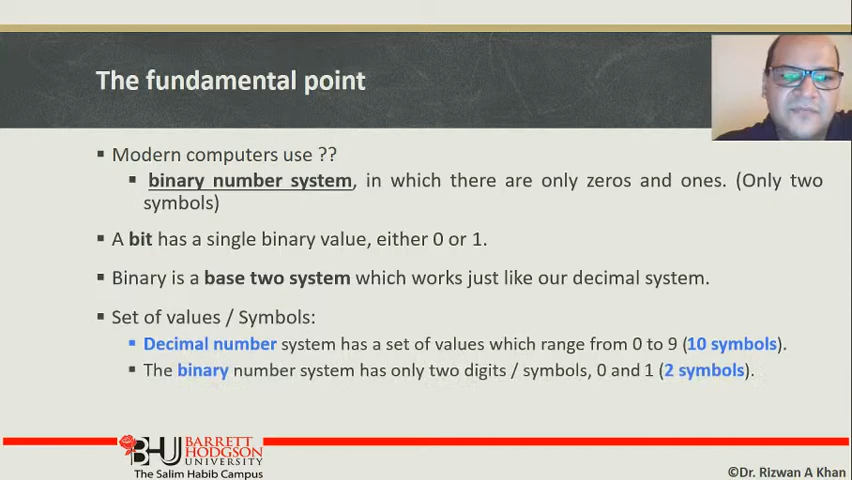 The fundamental point
▪ Modern computers use ??
▪ binary number system, in which there are only zeros and ones. (Only two
symbols)
▪ A bit has a single binary value, either 0 or 1.
▪ Binary is a base two system which works just like our decimal system.
▪ Set of values / Symbols:
▪ Decimal number system has a set of values which range from 0 to 9 (10 symbols).
▪ The binary number system has only two digits / symbols, 0 and 1 (2 symbols).
BHU BARRETT
HODGSON
UNIVERSITY
The Salim Habib Campus
©Dr. Rizwan A Khan